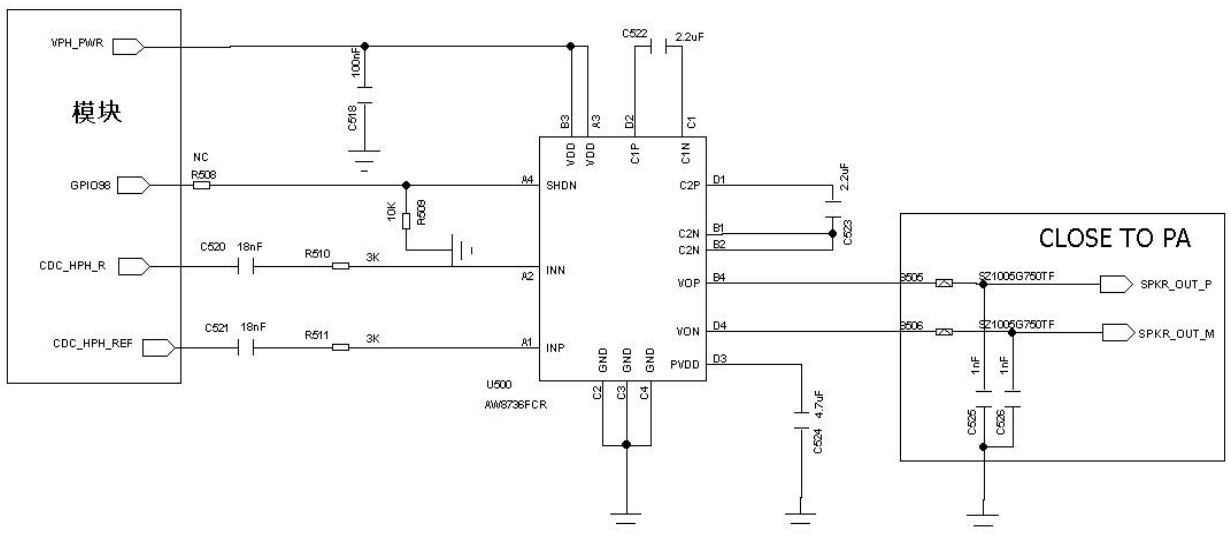 VPH_PWR
模块
100nF
C518
C522
2.2uF
B3
A3
D2
C1
VDD
VDD
C1P
C1N
NC
R508
GPIO98
A4
SHDN
10K
R509
C2P
D1
2.2uF
C523
C2N
B1
C2N
B2
CLOSE TO PA
C520
18nF
R510
3K
CDC_HPH_R
A2
INN
VOP
B4
B505
SZ1005G750TF
SPKR_OUT_P
C521
18nF
R511
3K
CDC_HPH_REF
A1
INP
VON
D4
B506
SZ1005G750TF
SPKR_OUT_M
PVDD
D3
GND
GND
GND
C2
C3
C4
U500
AW8736FCR
4.7uF
C524
1nF
1nF
C525
C526